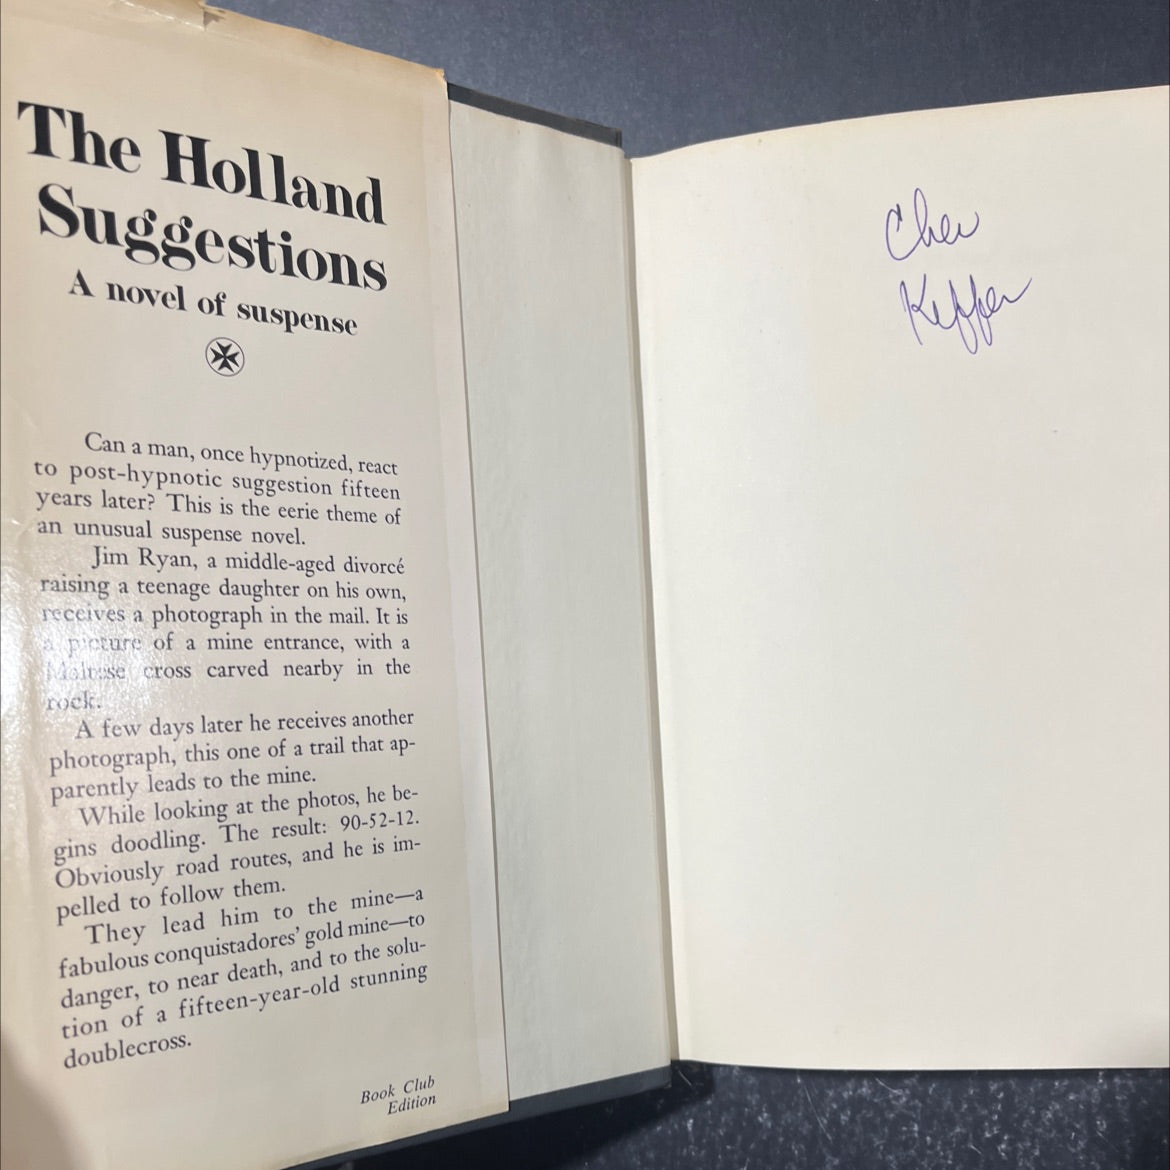 The Holland
Suggestions
A novel of suspense
Can a man, once hypnotized, react
to post-hypnotic suggestion fifteen
years later? This is the eerie theme of
an unusual suspense novel.
Jim Ryan, a middle-aged divorcé
raising a teenage daughter on his own,
receives a photograph in the mail. It is
a picture of a mine entrance, with a
Maltese cross carved nearby in the
rock.
A few days later he receives another
photograph, this one of a trail that ap-
parently leads to the mine.
While looking at the photos, he be-
gins doodling. The result: 90-52-12.
Obviously road routes, and he is im-
pelled to follow them.
They lead him to the mine—a
fabulous conquistadores' gold mine—to
danger, to near death, and to the solu-
tion of a fifteen-year-old stunning
doublecross.
Book Club
Edition